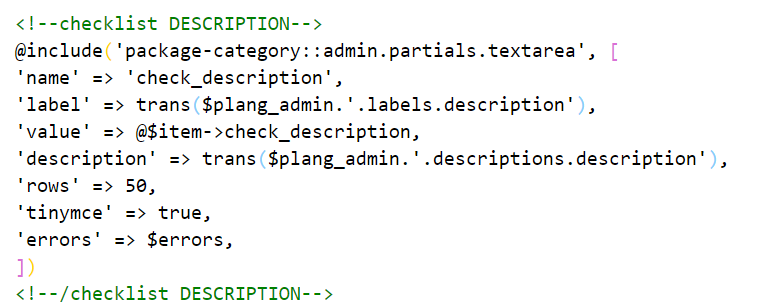 <!--checklist DESCRIPTION-->
@include('package-category::admin.partials.textarea', [
'name' => 'check_description',
'label' => trans($plang_admin.'.labels.description'),
'value' => @$item->check_description,
'description' => trans($plang_admin.'.descriptions.description'),
'rows' => 50,
'tinymce' => true,
'errors' => $errors,
])
<!--/checklist DESCRIPTION-->